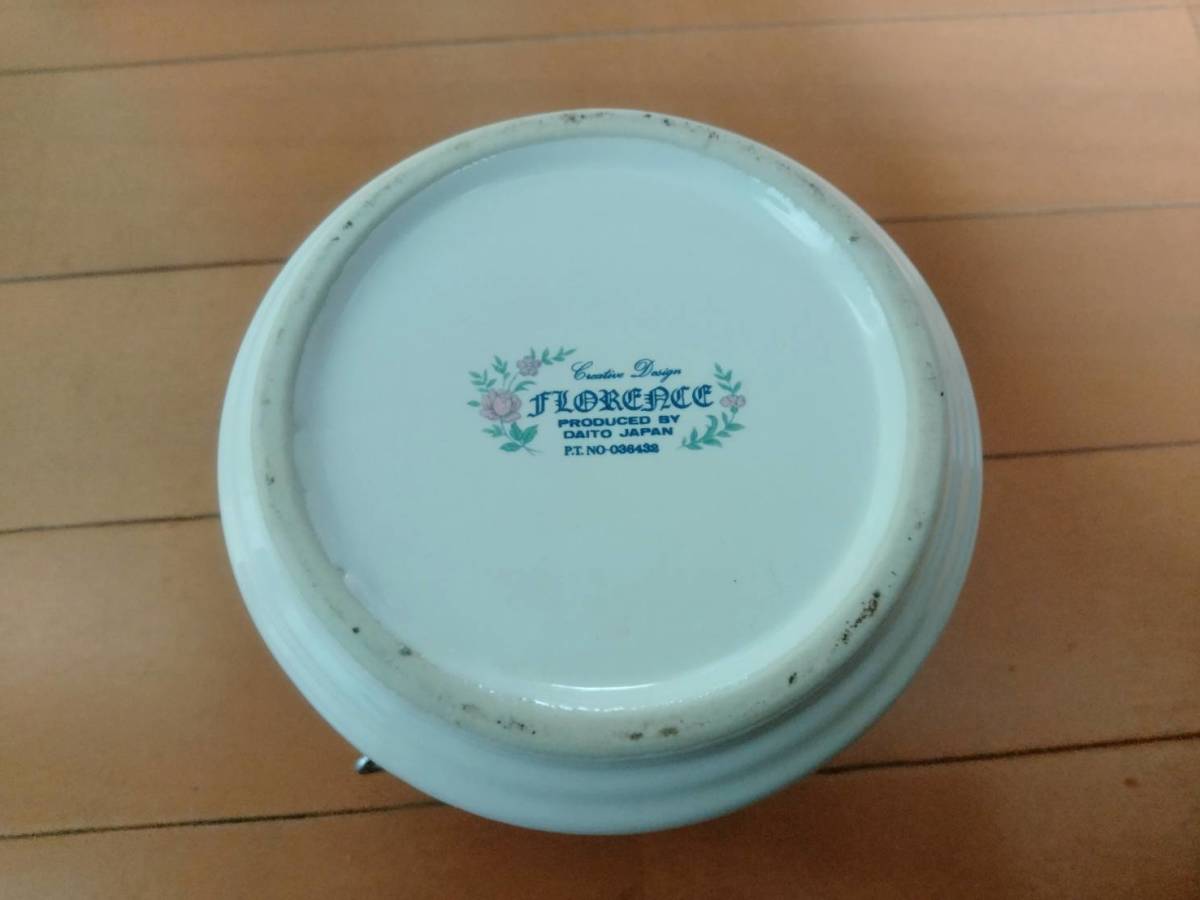 Creative Design
FLORENCE
PRODUCED BY
DAITO JAPAN
P.T. NO-036432